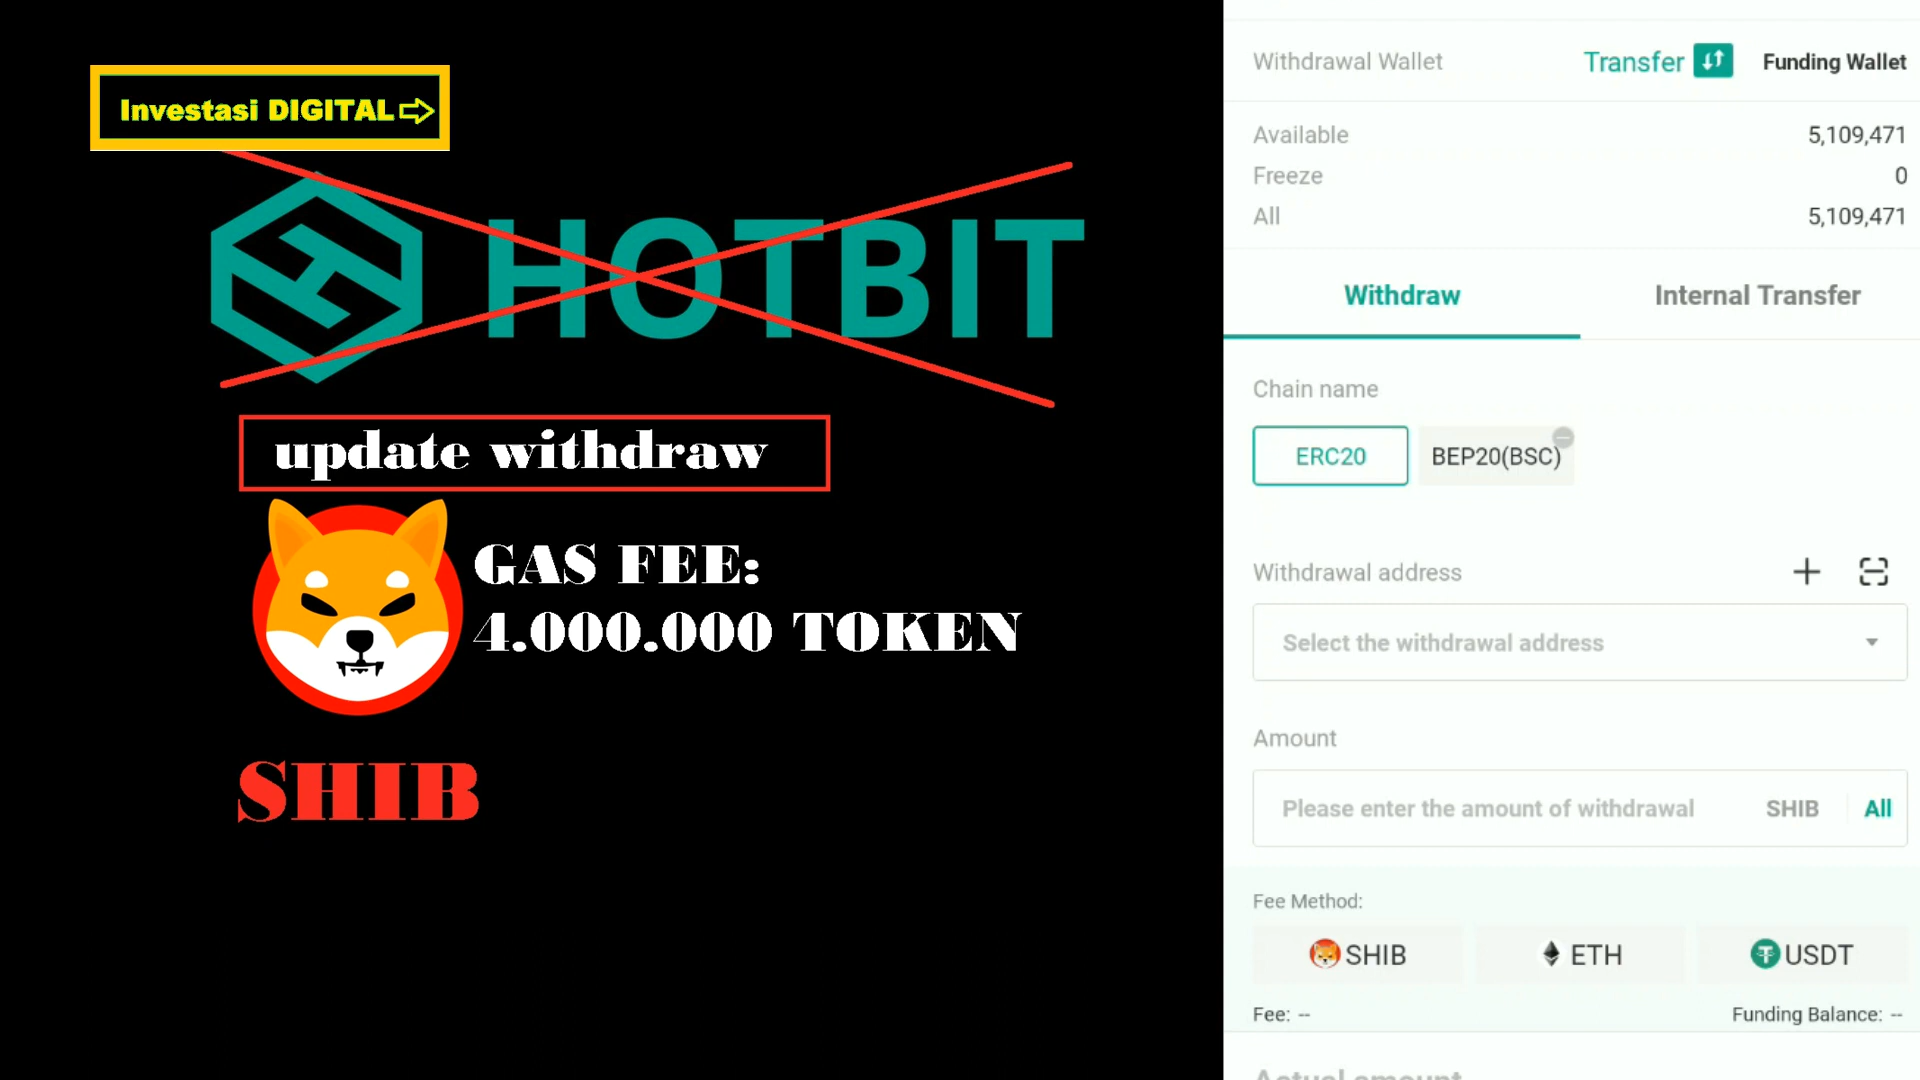 Investasi DIGITAL
HOTBIT
update withdraw
GAS FEE:
4.000.000 TOKEN
SHIB
Withdrawal Wallet Transfer Funding Wallet
Available 5,109,471
Freeze 0
All 5,109,471
Withdraw Internal Transfer
Chain name
ERC20 BEP20(BSC)
Withdrawal address
Select the withdrawal address
Amount
Please enter the amount of withdrawal SHIB All
Fee Method:
SHIB ETH USDT
Fee: -- Funding Balance: --
Actual amount